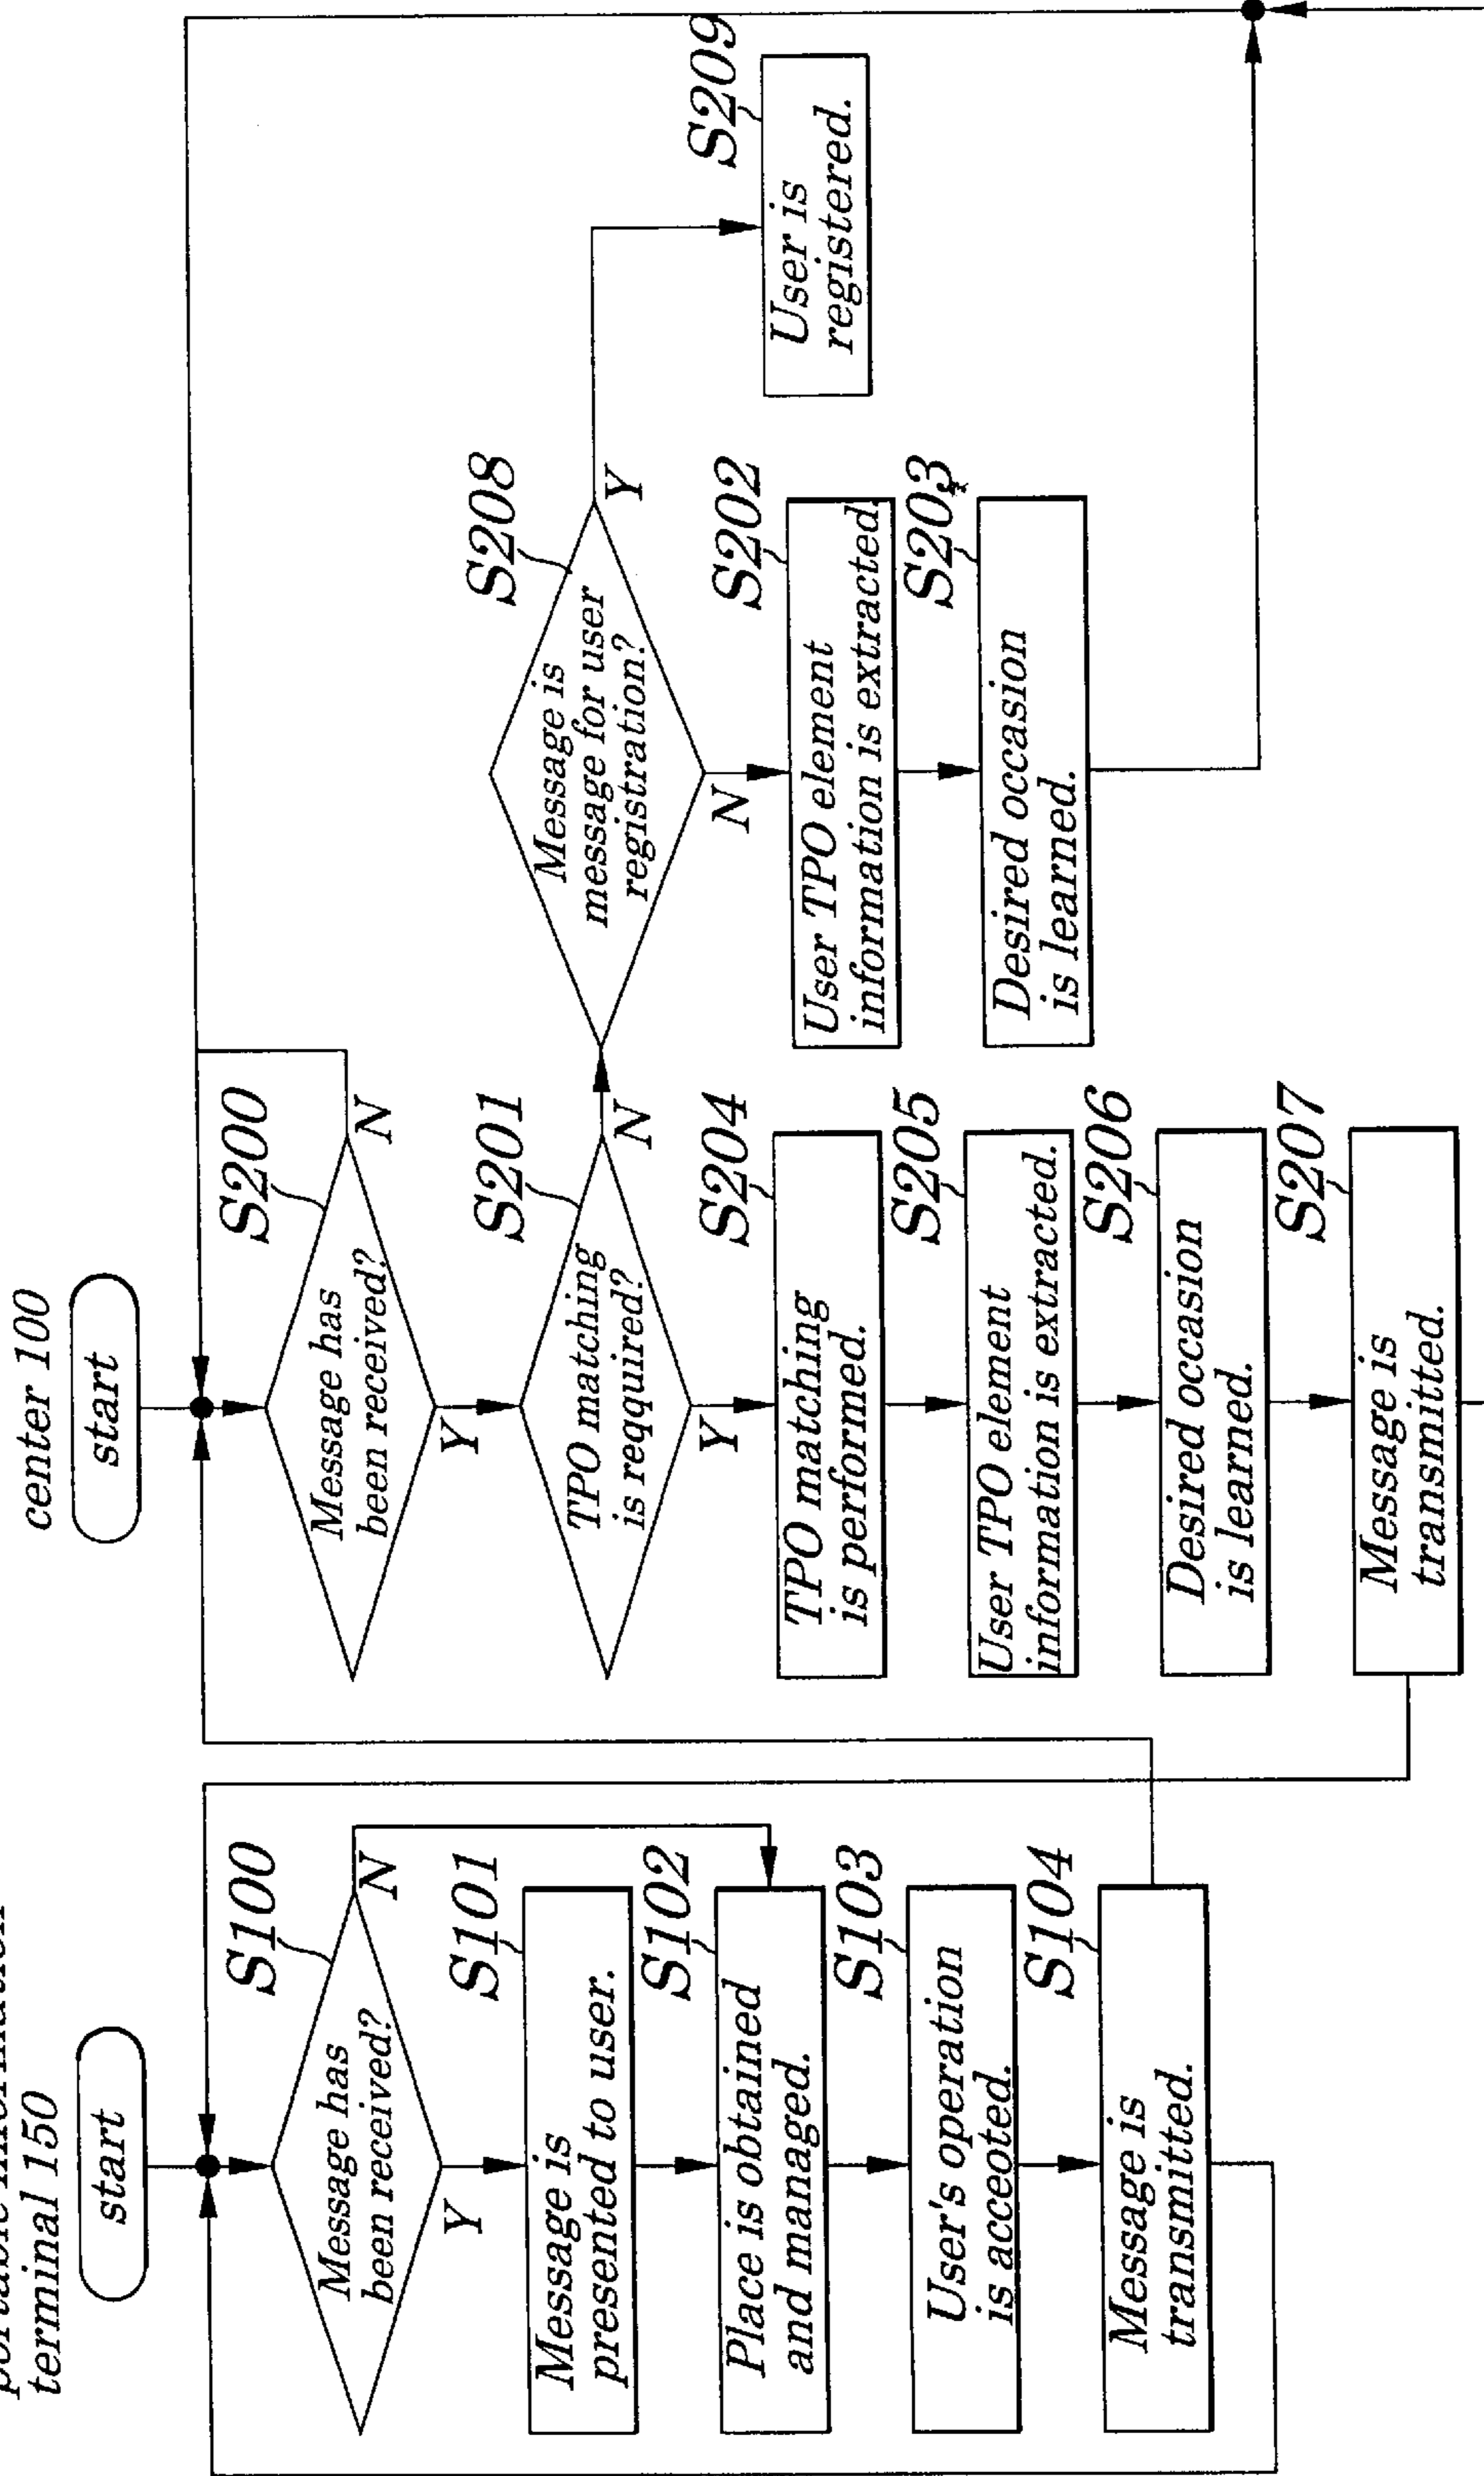 terminal 150
start
S100
Message has
been received?
N
Y
S101
Message is
presented to user.
S102
Place is obtained
and managed.
S103
User's operation
is acceoted.
S104
Message is
transmitted.
center 100
start
S200
Message has
been received?
N
Y
S201
TPO matching
is reqquired?
N
Y
S204
TPO matching
is performed.
S205
User TPO element
information is extracted.
S206
Desired occasion
is learned.
S207
Message is
transmitted.
S208
Message is
message for user
registration?
Y
N
S202
User TPO element
information is extracted.
S203
Desired occasion
is learned.
S209
User is
registered.